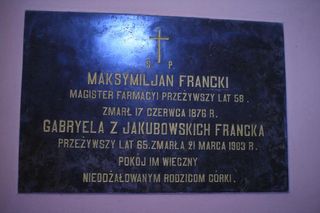 Ś. P.
MAKSYMILJAN FRANCKI
MAGISTER FARMACYI PRZEŻYWSZY LAT 58.
ZMARŁ 17 CZERWCA 1876 R.
GABRYELA Z JAKUBOWSKICH FRANCKA
PRZEŻYWSZY LAT 65. ZMARŁA 21 MARCA 1903 R.
POKÓJ IM WIECZNY
NIEODŻAŁOWANYM RODZICOM CÓRKI.